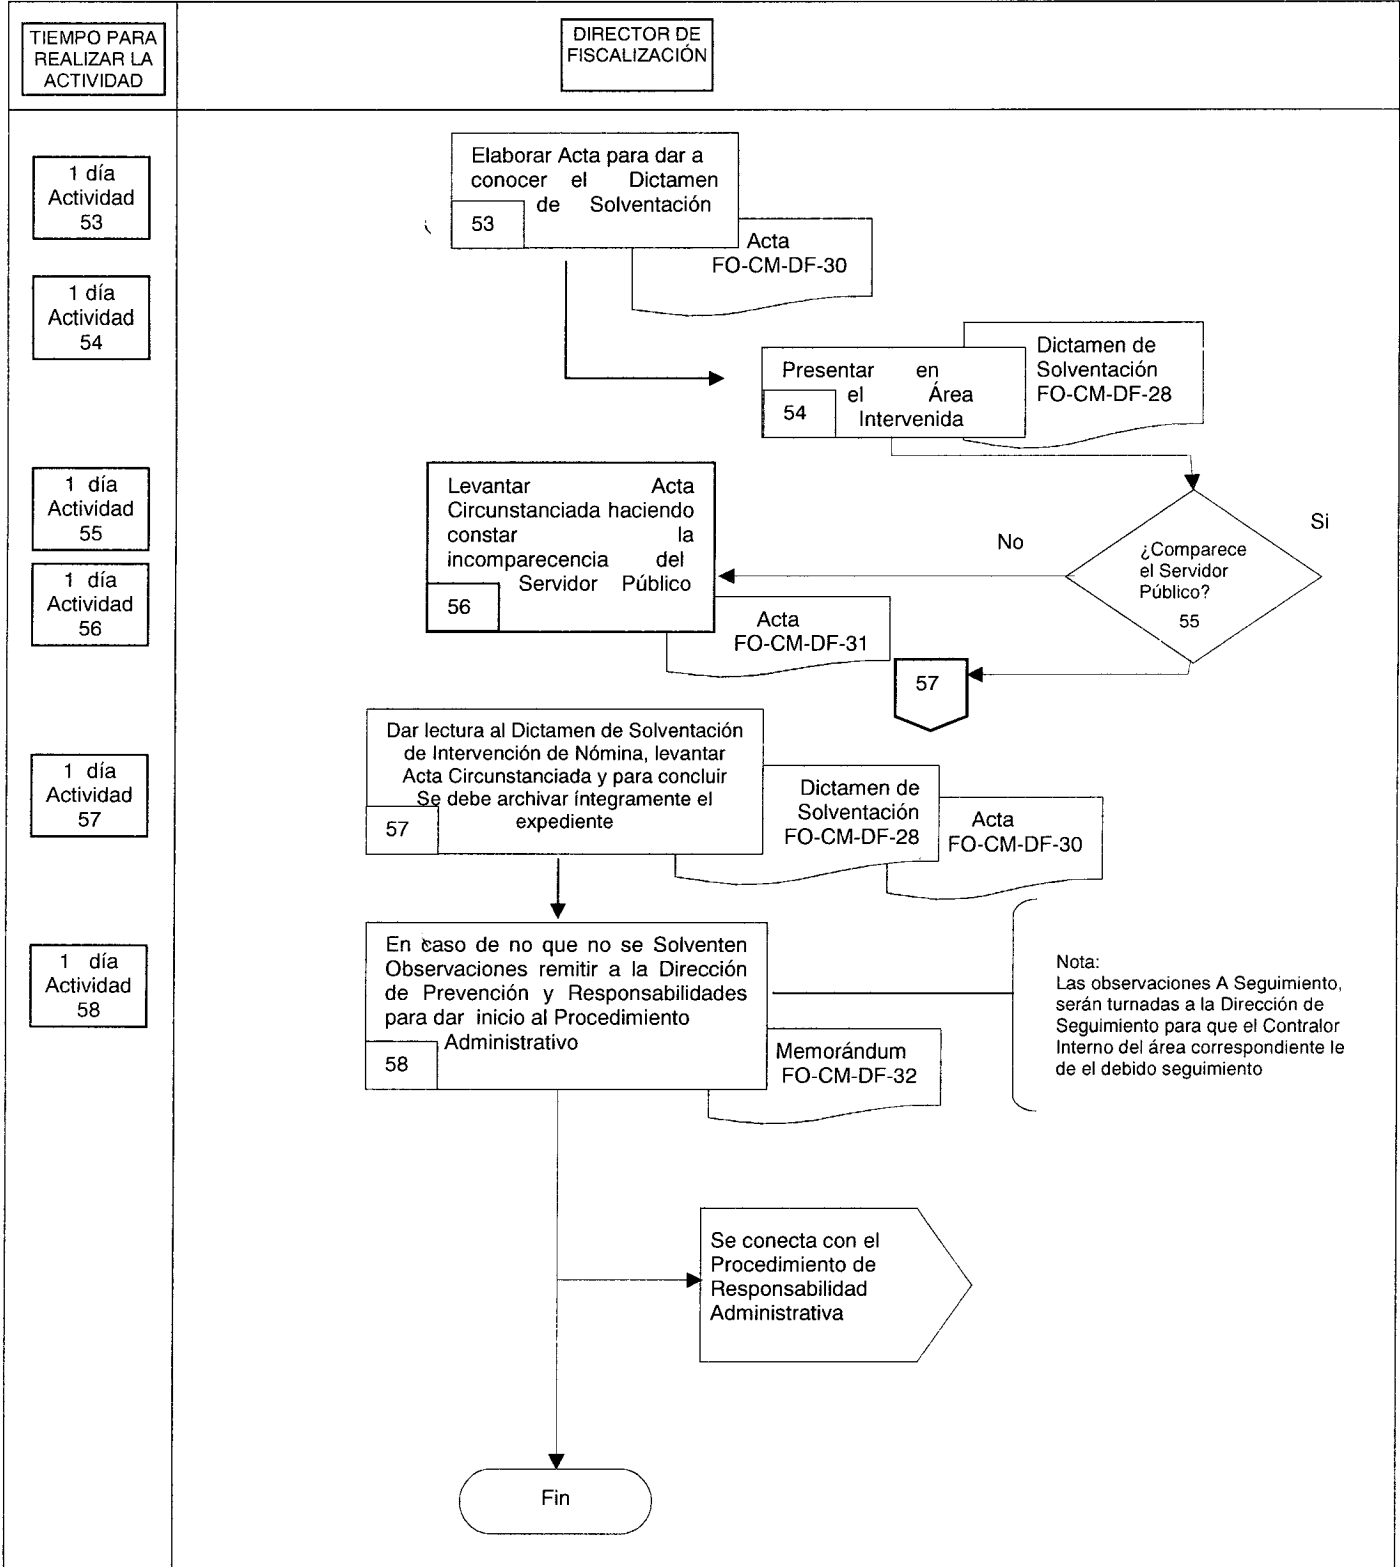 TIEMPO PARA
REALIZAR LA
ACTIVIDAD
DIRECTOR DE
FISCALIZACIÓN
1 día
Actividad
53
Elaborar Acta para dar a
conocer el Dictamen
de Solventación
53
Acta
FO-CM-DF-30
1 día
Actividad
54
Presentar en
el Área
Intervenida
54
Dictamen de
Solventación
FO-CM-DF-28
1 día
Actividad
55
¿Comparece
el Servidor
Público?
55
Si
No
1 día
Actividad
56
Levantar Acta
Circunstanciada haciendo
constar la
incomparecencia del
Servidor Público
56
Acta
FO-CM-DF-31
57
1 día
Actividad
57
Dar lectura al Dictamen de Solventación
de Intervención de Nómina, levantar
Acta Circunstanciada y para concluir
Se debe archivar íntegramente el
expediente
57
Dictamen de
Solventación
FO-CM-DF-28
Acta
FO-CM-DF-30
1 día
Actividad
58
En caso de no que no se Solventen
Observaciones remitir a la Dirección
de Prevención y Responsabilidades
para dar inicio al Procedimiento
Administrativo
58
Memorándum
FO-CM-DF-32
Nota:
Las observaciones A Seguimiento,
serán turnadas a la Dirección de
Seguimiento para que el Contralor
Interno del área correspondiente le
de el debido seguimiento
Se conecta con el
Procedimiento de
Responsabilidad
Administrativa
Fin